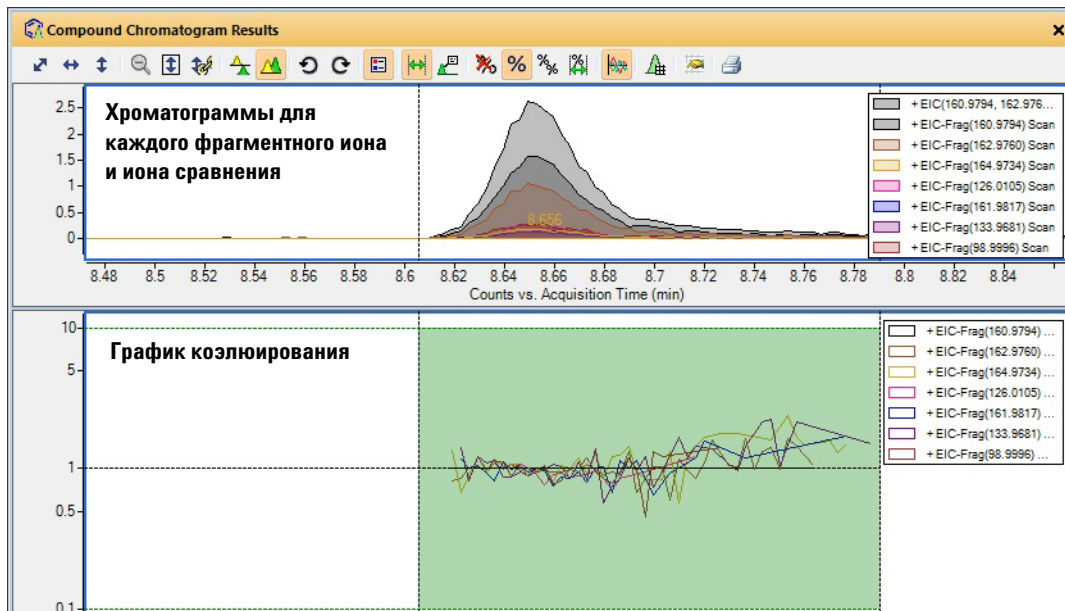 Compound Chromatogram Results
Хроматограммы для
каждого фрагментного иона
и иона сравнения
2.5
2
1.5
1
0.5
0
8.656
+ EIC(160.9794, 162.976...
+ EIC-Frag(160.9794) Scan
+ EIC-Frag(162.9760) Scan
+ EIC-Frag(164.9734) Scan
+ EIC-Frag(126.0105) Scan
+ EIC-Frag(161.9817) Scan
+ EIC-Frag(133.9681) Scan
+ EIC-Frag(98.9996) Scan
8.48 8.5 8.52 8.54 8.56 8.58 8.6 8.62 8.64 8.66 8.68 8.7 8.72 8.74 8.76 8.78 8.8 8.82 8.84
Counts vs. Acquisition Time (min)
График коэлюирования
10
5
1
0.5
0.1
+ EIC-Frag(160.9794) ...
+ EIC-Frag(162.9760) ...
+ EIC-Frag(164.9734) ...
+ EIC-Frag(126.0105) ...
+ EIC-Frag(161.9817) ...
+ EIC-Frag(133.9681) ...
+ EIC-Frag(98.9996) ...